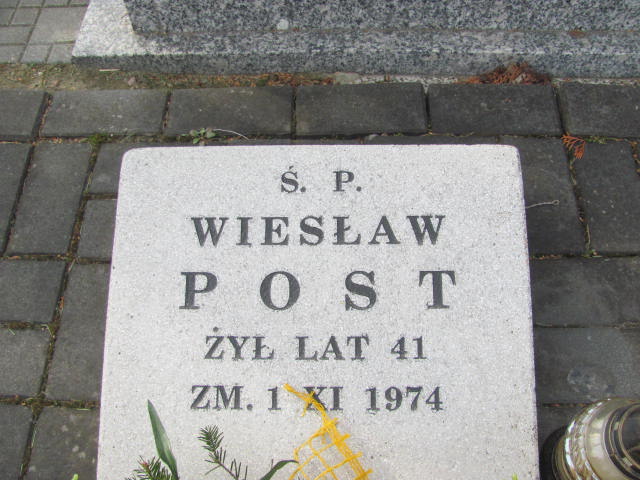 Ś. P.
WIESŁAW
POST
ŻYŁ LAT 41
ZM. 1 XI 1974